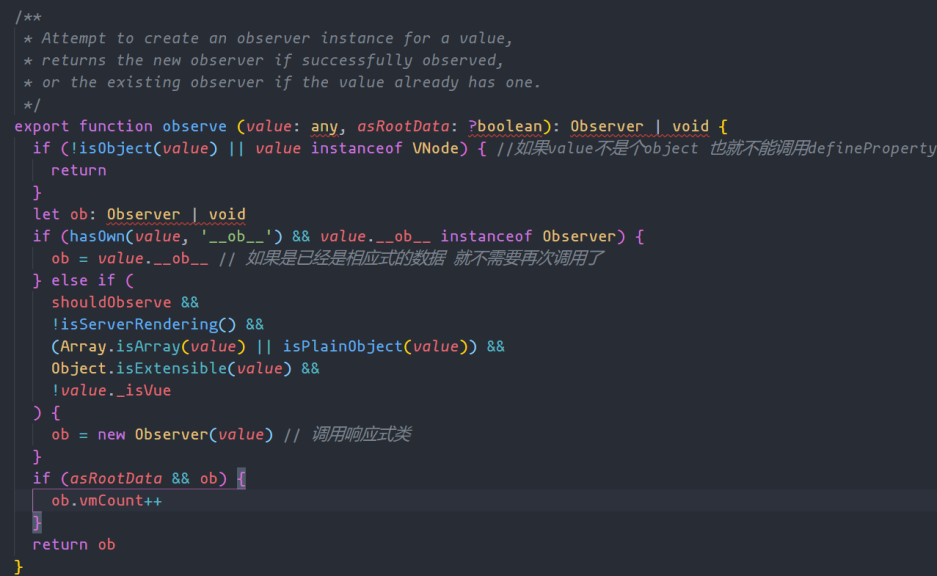 /**
 * Attempt to create an observer instance for a value,
 * returns the new observer if successfully observed,
 * or the existing observer if the value already has one.
 */
export function observe (value: any, asRootData: ?boolean): Observer | void {
  if (!isObject(value) || value instanceof VNode) { //如果value不是个object 也就不能调用defineProperty
    return
  }
  let ob: Observer | void
  if (hasOwn(value, '__ob__') && value.__ob__ instanceof Observer) {
    ob = value.__ob__ // 如果是已经是相应式的数据 就不需要再次调用了
  } else if (
    shouldObserve &&
    !isServerRendering() &&
    (Array.isArray(value) || isPlainObject(value)) &&
    Object.isExtensible(value) &&
    !value._isVue
  ) {
    ob = new Observer(value) // 调用响应式类
  }
  if (asRootData && ob) {
    ob.vmCount++
  }
  return ob
}